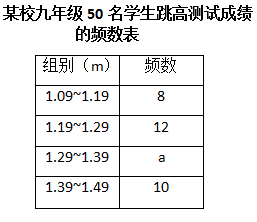 某校九年级 50 名学生跳高测试成绩
的频数表
组别（m） 频数
1.09~1.19 8
1.19~1.29 12
1.29~1.39 a
1.39~1.49 10